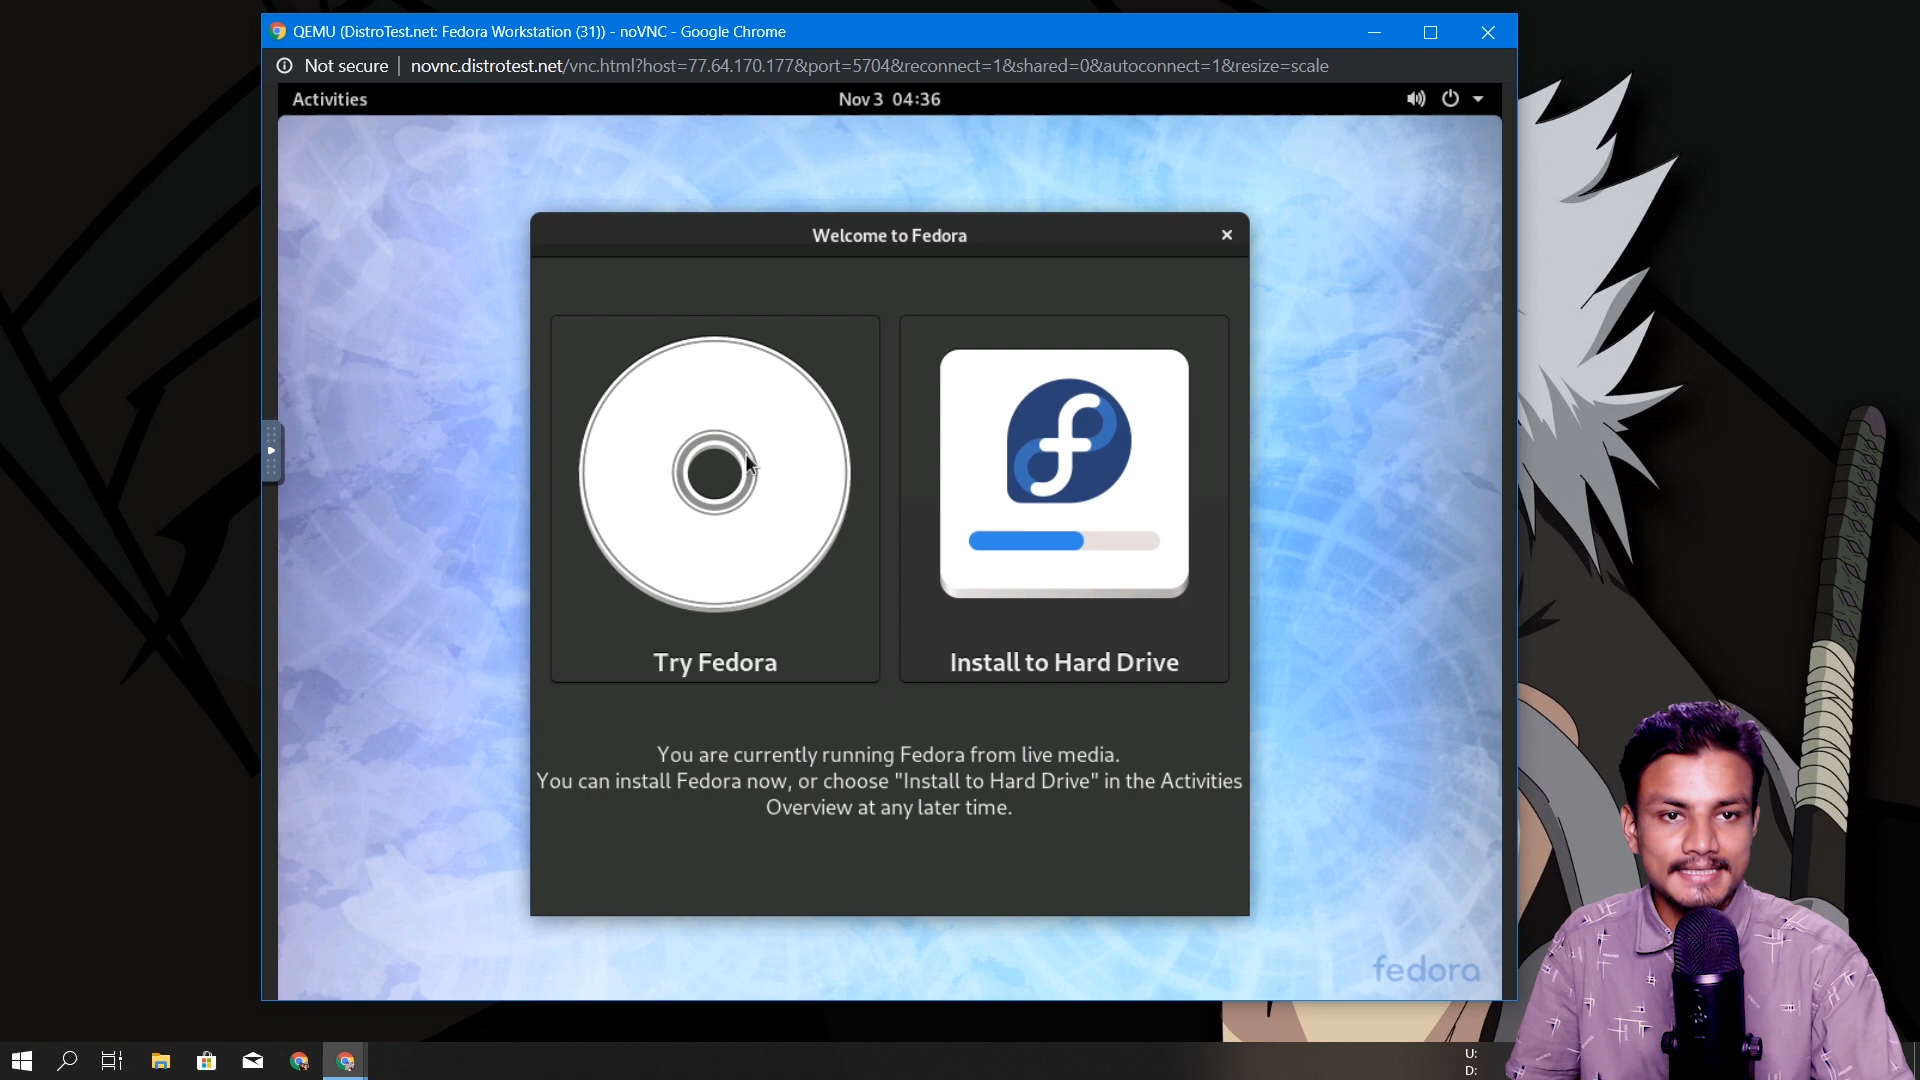 QEMU (DistroTest.net: Fedora Workstation (31)) - noVNC - Google Chrome
Not secure | novnc.distrotest.net/vnc.html?host=77.64.170.177&port=5704&reconnect=1&shared=0&autoconnect=1&resize=scale
Activities
Nov 3 04:36
Welcome to Fedora
Try Fedora
Install to Hard Drive
You are currently running Fedora from live media.
You can install Fedora now, or choose "Install to Hard Drive" in the Activities
Overview at any later time.
fedora
U:
D: